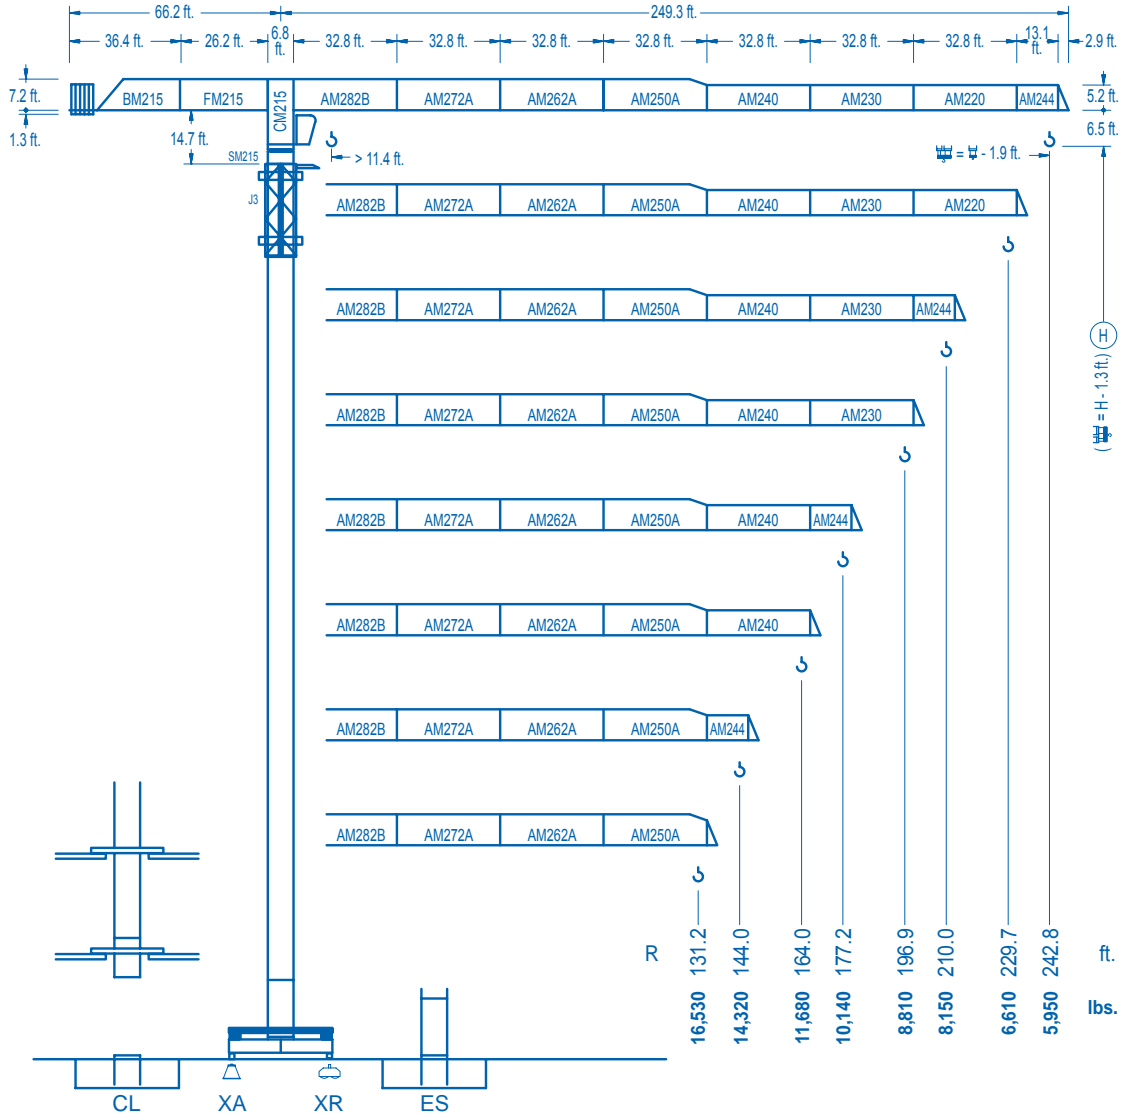 66.2 ft. 249.3 ft.
36.4 ft. 26.2 ft. 6.8 ft. 32.8 ft. 32.8 ft. 32.8 ft. 32.8 ft. 32.8 ft. 32.8 ft. 32.8 ft. 13.1 ft. 2.9 ft.
7.2 ft. BM215 FM215 CM215 AM282B AM272A AM262A AM250A AM240 AM230 AM220 AM244 5.2 ft.
1.3 ft. 14.7 ft. 6.5 ft.
SM215 > 11.4 ft. = - 1.9 ft.
J3 AM282B AM272A AM262A AM250A AM240 AM230 AM220
AM282B AM272A AM262A AM250A AM240 AM230 AM244
H
( = H - 1.3 ft.)
AM282B AM272A AM262A AM250A AM240 AM230
AM282B AM272A AM262A AM250A AM240 AM244
AM282B AM272A AM262A AM250A AM240
AM282B AM272A AM262A AM250A AM244
AM282B AM272A AM262A AM250A
R 131.2 144.0 164.0 177.2 196.9 210.0 229.7 242.8 ft.
16,530 14,320 11,680 10,140 8,810 8,150 6,610 5,950 lbs.
CL XA XR ES